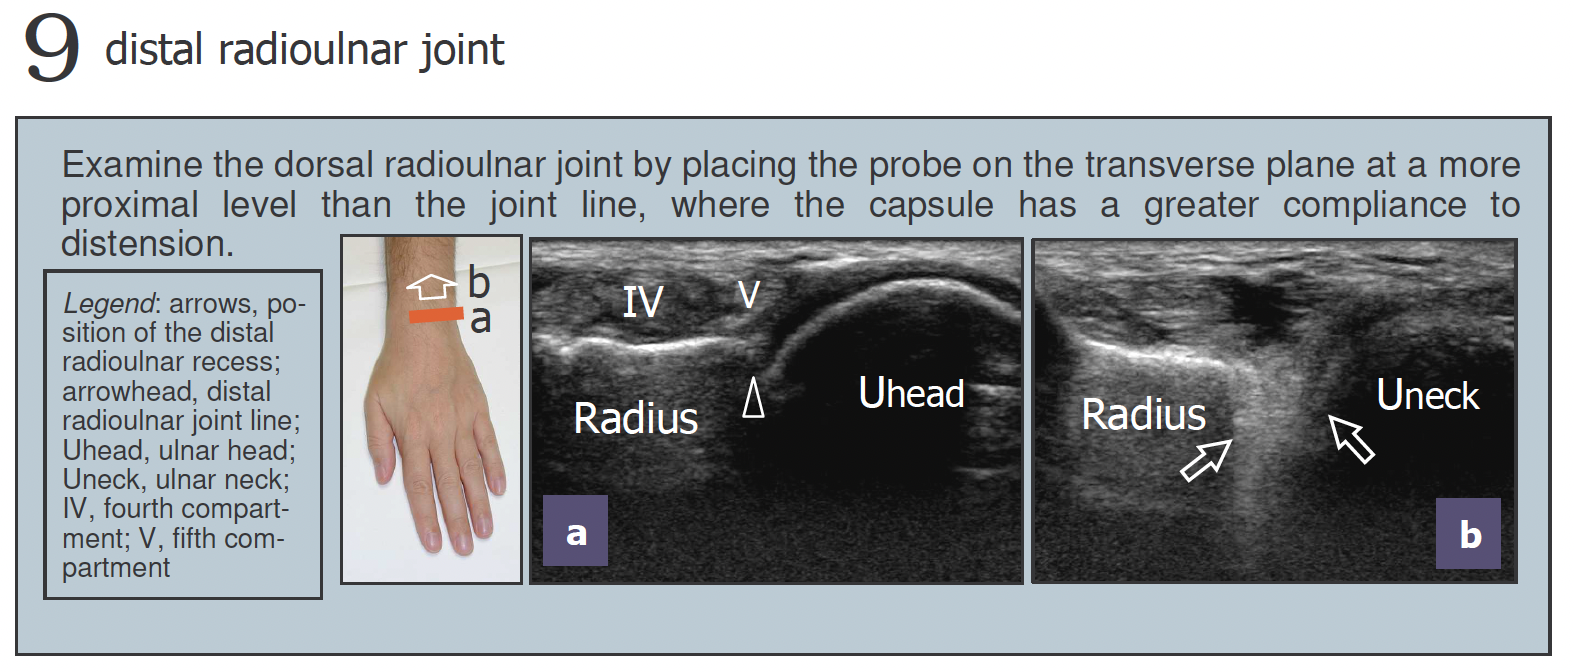 9 distal radioulnar joint
Examine the dorsal radioulnar joint by placing the probe on the transverse plane at a more
proximal level than the joint line, where the capsule has a greater compliance to
distension.
Legend: arrows, po-
sition of the distal
radioulnar recess;
arrowhead, distal
radioulnar joint line;
Uhead, ulnar head;
Uneck, ulnar neck;
IV, fourth compart-
ment; V, fifth com-
partment
b
a
IV
V
Radius
Uhead
a
Radius
Uneck
b